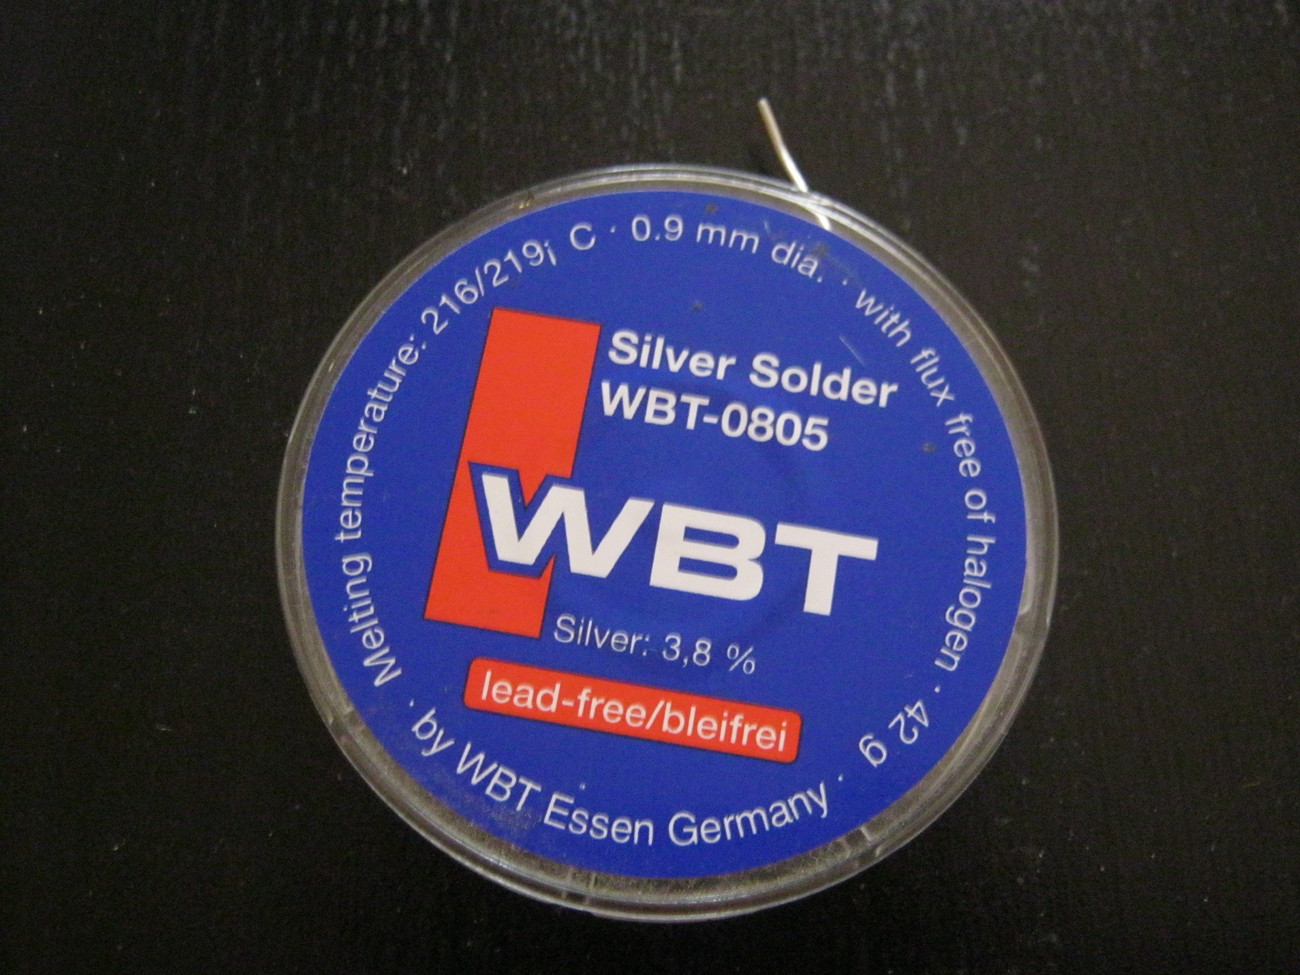 Silver Solder
WBT-0805
WBT
Silver: 3,8 %
lead-free/bleifrei
Melting temperature: 216/219¡ C · 0.9 mm dia. · with flux free of halogen · 42 g · by WBT Essen Germany ·